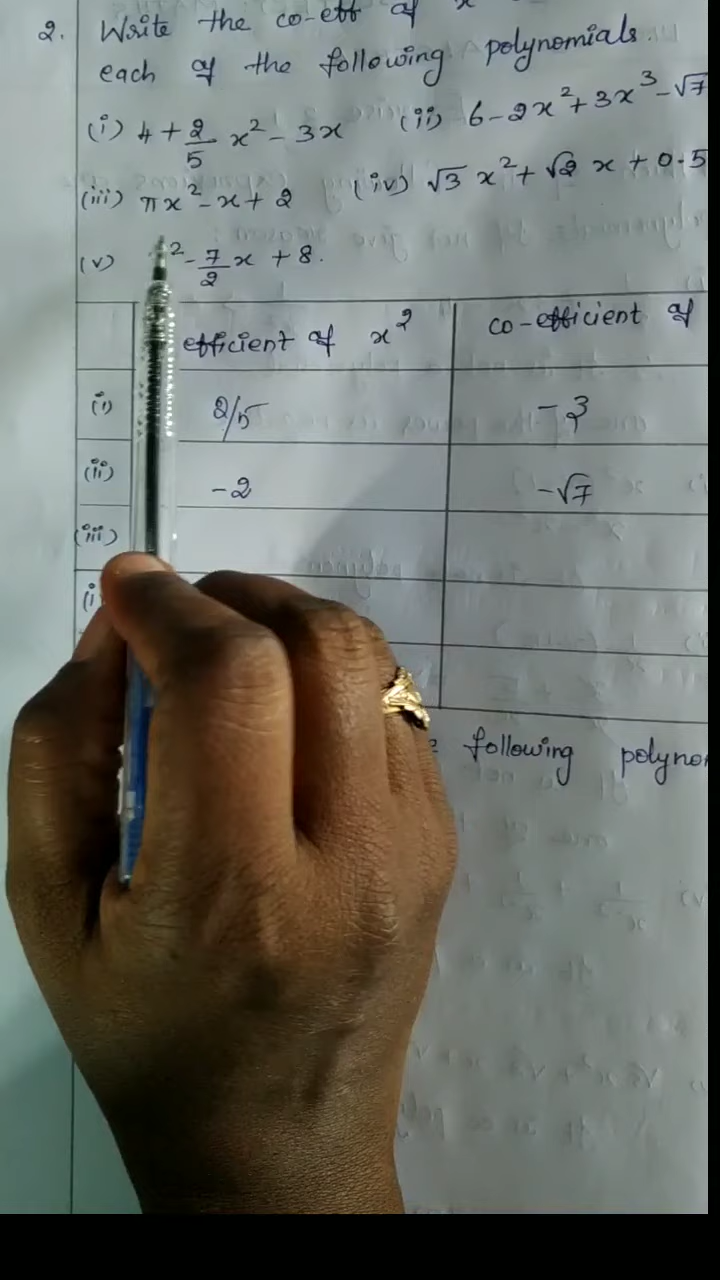 2. Write the co-eff of x
each of the following polynomials.
(i) 4 + 2/5 x² - 3x (ii) 6 - 2x² + 3x³ - √7
(iii) πx² - x + 2 (iv) √3 x² + √2 x + 0.5
(v) ² - 7/2 x + 8.
efficient of x² co-efficient of
(i) 2/5 -3
(ii) -2 -√7
(iii)
(i
following polyno